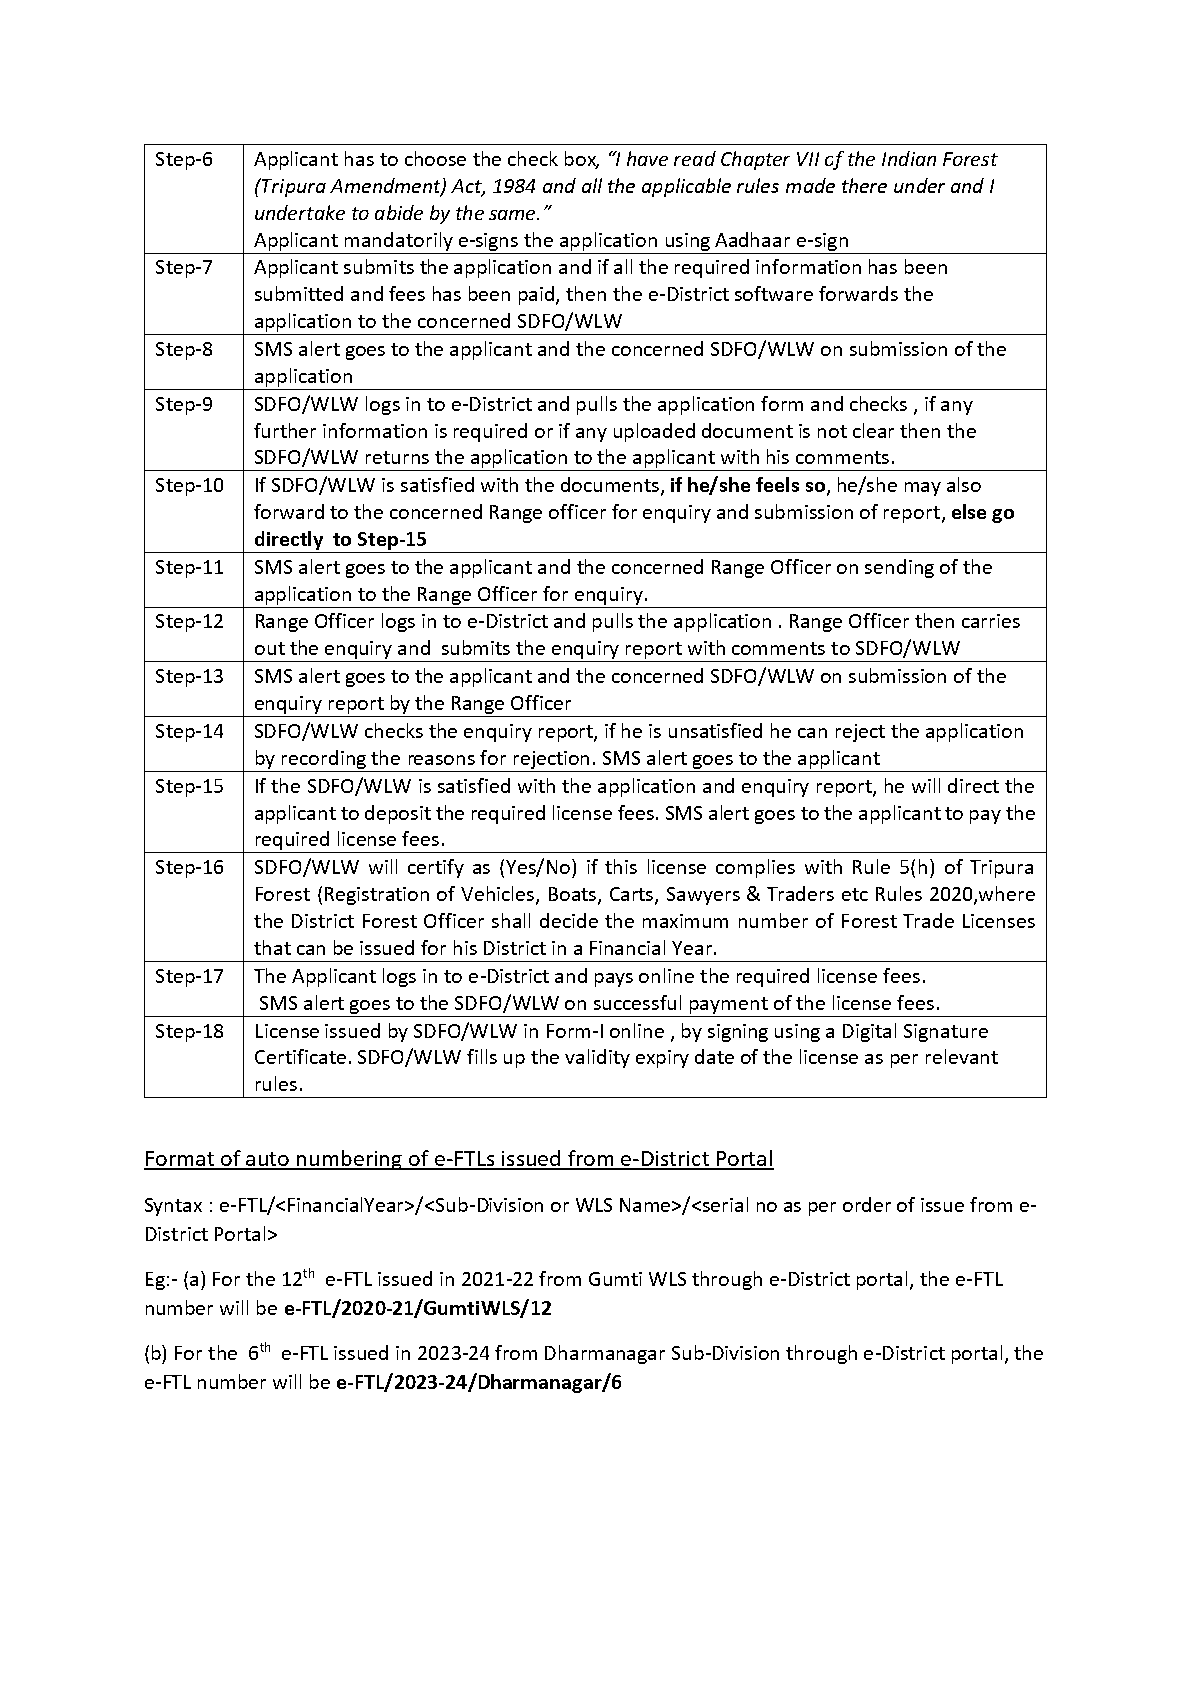 Step-6 Applicant has to choose the check box, “I have read Chapter VII of the Indian Forest
(Tripura Amendment) Act, 1984 and all the applicable rules made there under and I
undertake to abide by the same.”
Applicant mandatorily e-signs the application using Aadhaar e-sign
Step-7 Applicant submits the application and if all the required information has been
submitted and fees has been paid, then the e-District software forwards the
application to the concerned SDFO/WLW
Step-8 SMS alert goes to the applicant and the concerned SDFO/WLW on submission of the
application
Step-9 SDFO/WLW logs in to e-District and pulls the application form and checks , if any
further information is required or if any uploaded document is not clear then the
SDFO/WLW returns the application to the applicant with his comments.
Step-10 If SDFO/WLW is satisfied with the documents, if he/she feels so, he/she may also
forward to the concerned Range officer for enquiry and submission of report, else go
directly to Step-15
Step-11 SMS alert goes to the applicant and the concerned Range Officer on sending of the
application to the Range Officer for enquiry.
Step-12 Range Officer logs in to e-District and pulls the application . Range Officer then carries
out the enquiry and submits the enquiry report with comments to SDFO/WLW
Step-13 SMS alert goes to the applicant and the concerned SDFO/WLW on submission of the
enquiry report by the Range Officer
Step-14 SDFO/WLW checks the enquiry report, if he is unsatisfied he can reject the application
by recording the reasons for rejection. SMS alert goes to the applicant
Step-15 If the SDFO/WLW is satisfied with the application and enquiry report, he will direct the
applicant to deposit the required license fees. SMS alert goes to the applicant to pay the
required license fees.
Step-16 SDFO/WLW will certify as (Yes/No) if this license complies with Rule 5(h) of Tripura
Forest (Registration of Vehicles, Boats, Carts, Sawyers & Traders etc Rules 2020,where
the District Forest Officer shall decide the maximum number of Forest Trade Licenses
that can be issued for his District in a Financial Year.
Step-17 The Applicant logs in to e-District and pays online the required license fees.
SMS alert goes to the SDFO/WLW on successful payment of the license fees.
Step-18 License issued by SDFO/WLW in Form-I online , by signing using a Digital Signature
Certificate. SDFO/WLW fills up the validity expiry date of the license as per relevant
rules.
Format of auto numbering of e-FTLs issued from e-District Portal
Syntax : e-FTL/<FinancialYear>/<Sub-Division or WLS Name>/<serial no as per order of issue from e-
District Portal>
Eg:- (a) For the 12th e-FTL issued in 2021-22 from Gumti WLS through e-District portal, the e-FTL
number will be e-FTL/2020-21/GumtiWLS/12
(b) For the 6th e-FTL issued in 2023-24 from Dharmanagar Sub-Division through e-District portal, the
e-FTL number will be e-FTL/2023-24/Dharmanagar/6